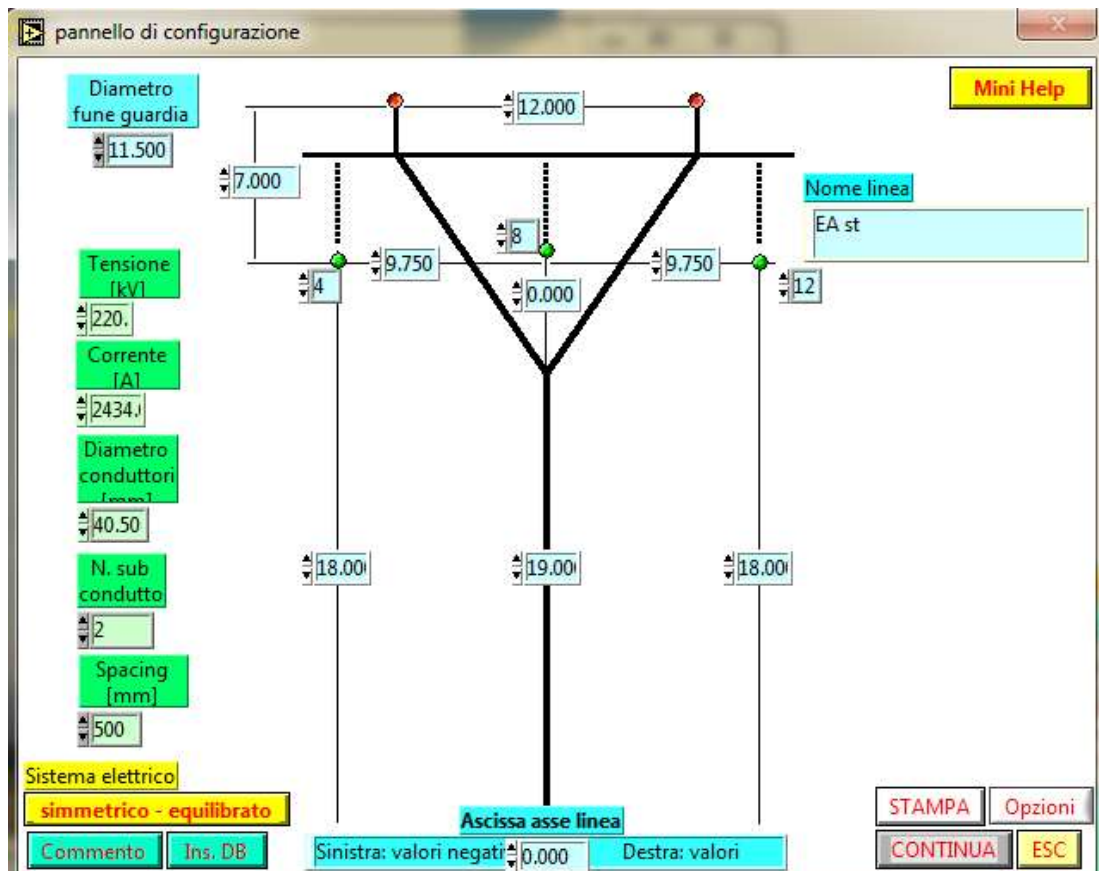 pannello di configurazione
Diametro
fune guardia
11.500
12.000
Mini Help
7.000
Nome linea
EA st
8
9.750
9.750
4
0.000
12
Tensione
[kV]
220.
Corrente
[A]
2434.
Diametro
conduttori
[mm]
40.50
18.00
19.00
18.00
N. sub
condutto
2
Spacing
[mm]
500
Sistema elettrico
simmetrico - equilibrato
Commento
Ins. DB
Ascissa asse linea
Sinistra: valori negati
0.000
Destra: valori
STAMPA
Opzioni
CONTINUA
ESC